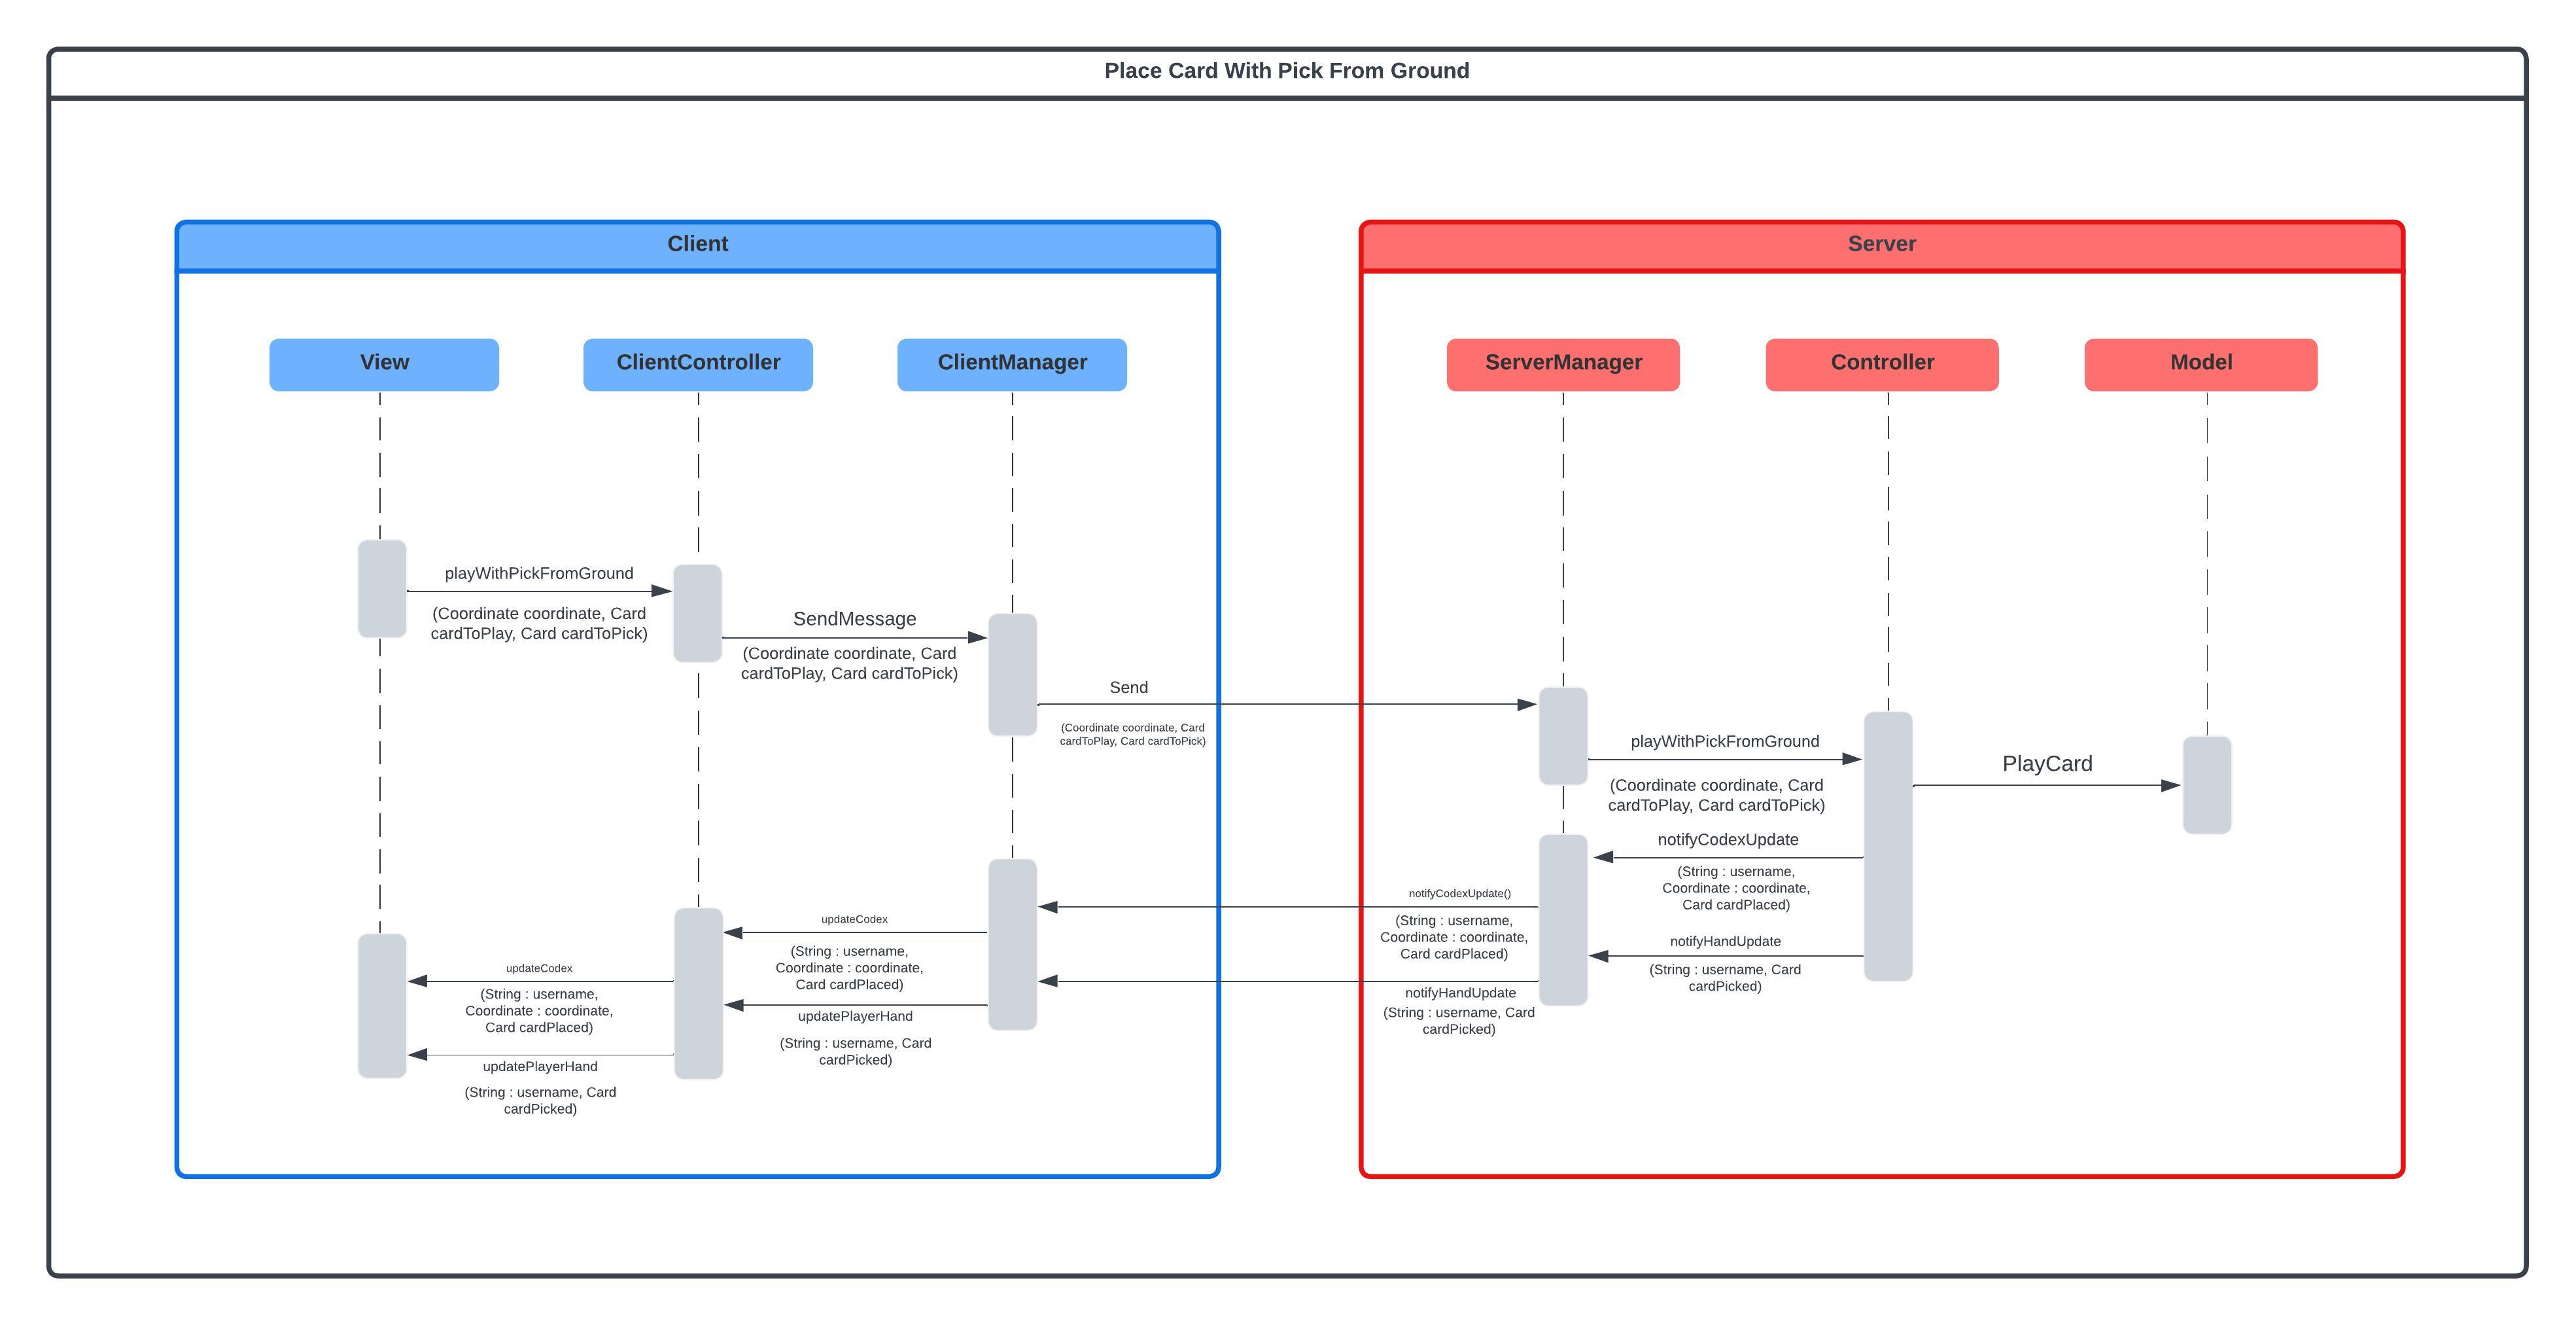 Place Card With Pick From Ground
Client
Server
View
ClientController
ClientManager
ServerManager
Controller
Model
playWithPickFromGround
(Coordinate coordinate, Card
cardToPlay, Card cardToPick)
SendMessage
(Coordinate coordinate, Card
cardToPlay, Card cardToPick)
Send
(Coordinate coordinate, Card
cardToPlay, Card cardToPick)
playWithPickFromGround
(Coordinate coordinate, Card
cardToPlay, Card cardToPick)
PlayCard
notifyCodexUpdate
(String : username,
Coordinate : coordinate,
Card cardPlaced)
notifyCodexUpdate()
(String : username,
Coordinate : coordinate,
Card cardPlaced)
updateCodex
(String : username,
Coordinate : coordinate,
Card cardPlaced)
updateCodex
(String : username,
Coordinate : coordinate,
Card cardPlaced)
notifyHandUpdate
(String : username, Card
cardPicked)
notifyHandUpdate
(String : username, Card
cardPicked)
updatePlayerHand
(String : username, Card
cardPicked)
updatePlayerHand
(String : username, Card
cardPicked)